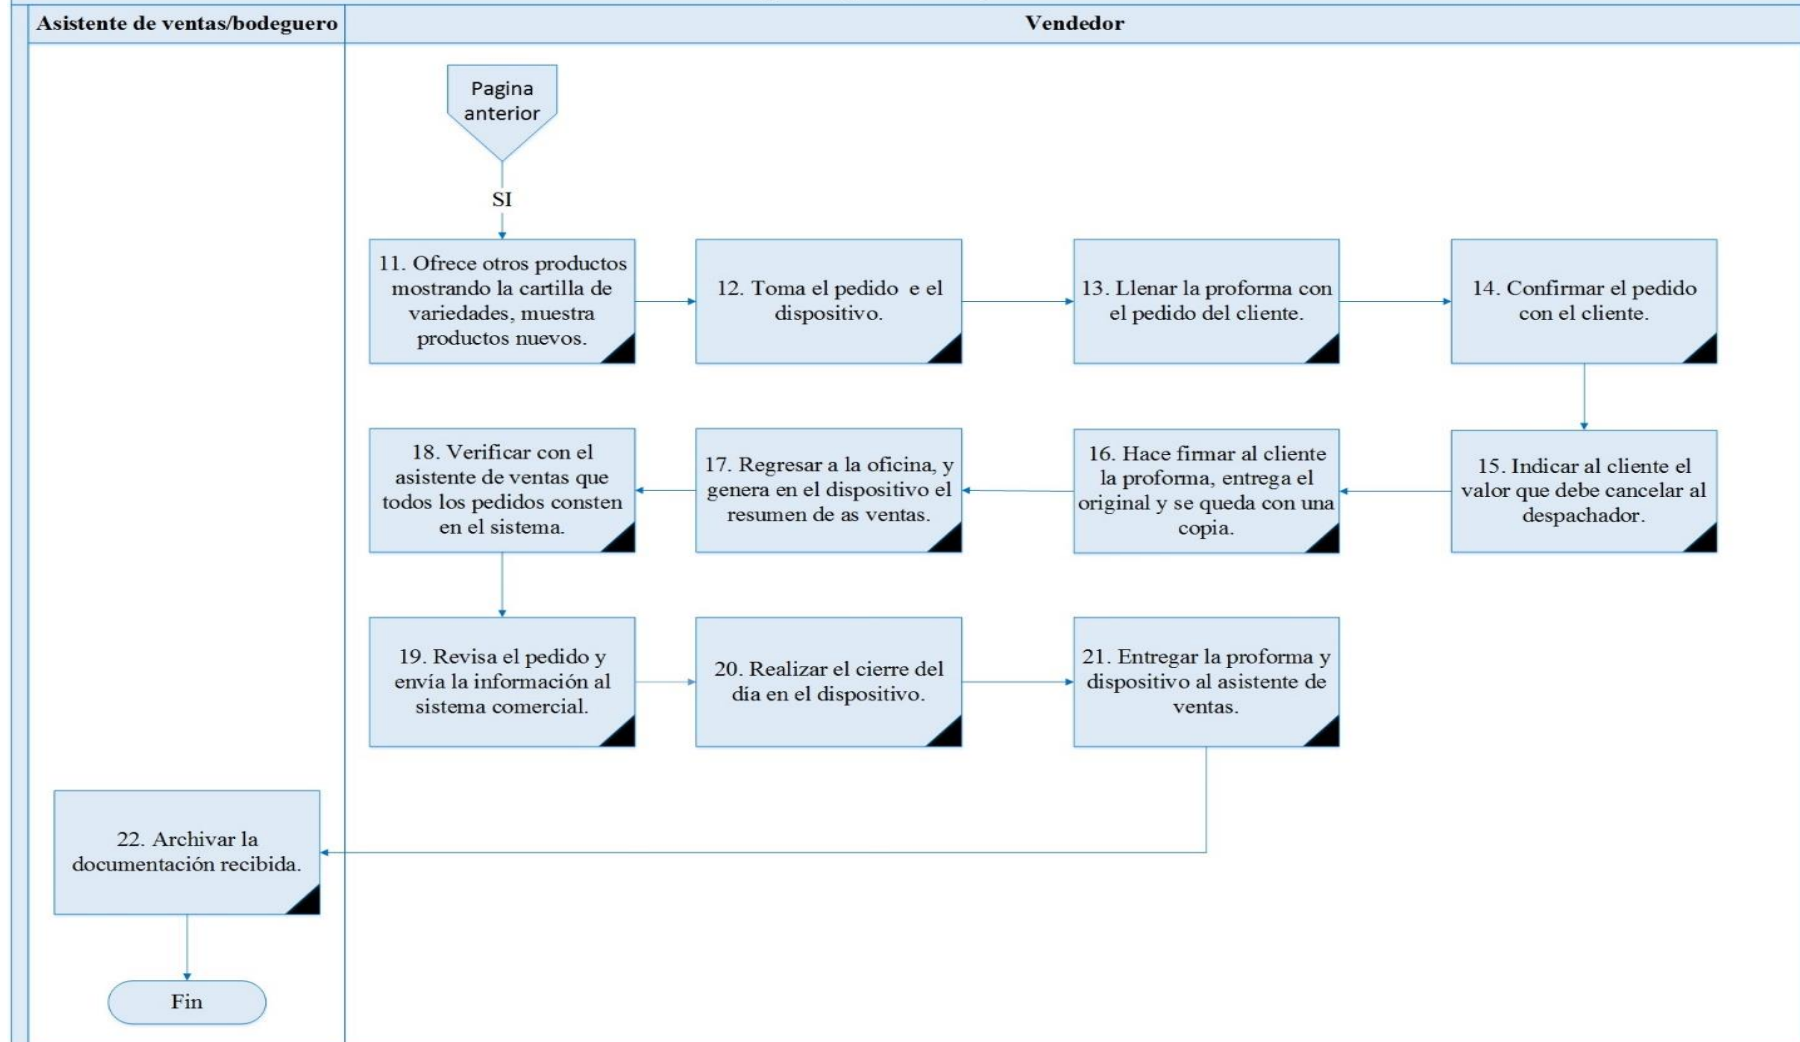 Asistente de ventas/bodeguero
Vendedor
Pagina
anterior
SI
11. Ofrece otros productos
mostrando la cartilla de
variedades, muestra
productos nuevos.
12. Toma el pedido e el
dispositivo.
13. Llenar la proforma con
el pedido del cliente.
14. Confirmar el pedido
con el cliente.
15. Indicar al cliente el
valor que debe cancelar al
despachador.
16. Hace firmar al cliente
la proforma, entrega el
original y se queda con una
copia.
17. Regresar a la oficina, y
genera en el dispositivo el
resumen de as ventas.
18. Verificar con el
asistente de ventas que
todos los pedidos consten
en el sistema.
19. Revisa el pedido y
envía la información al
sistema comercial.
20. Realizar el cierre del
día en el dispositivo.
21. Entregar la proforma y
dispositivo al asistente de
ventas.
22. Archivar la
documentación recibida.
Fin